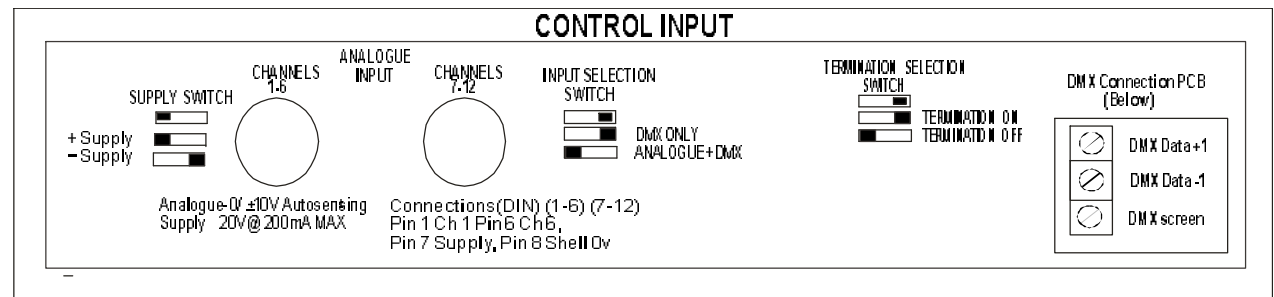 CONTROL INPUT
SUPPLY SWITCH
+ Supply
– Supply
CHANNELS
1-6
ANALOGUE
INPUT
CHANNELS
7-12
INPUT SELECTION
SWITCH
DMX ONLY
ANALOGUE+DMX
TERMINATION SELECTION
SWITCH
TERMINATION ON
TERMINATION OFF
DMX Connection PCB
(Below)
DMX Data+1
DMX Data-1
DMX screen
Analogue-0/ ±10V Autosensing
Supply 20V@200mA MAX
Connections(DIN) (1-6) (7-12)
Pin 1 Ch 1 Pin 6 Ch6,
Pin 7 Supply, Pin 8 Shell 0v